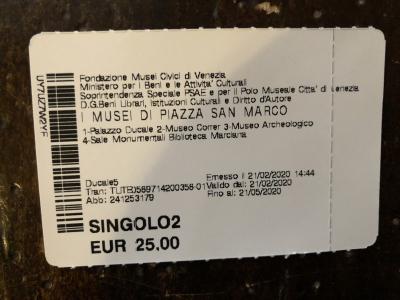 Fondazione Musei Civici di Venezia
Ministero per i Beni e le Attivita' Culturali
Soprintendenza Speciale PSAE e per il Polo Museale Citta' di Venezia
D.G.Beni Librari, Istituzioni Culturali e Diritto d'Autore
I MUSEI DI PIAZZA SAN MARCO
1-Palazzo Ducale 2-Museo Correr 3-Museo Archeologico
4-Sale Monumentali Biblioteca Marciana
Ducale5 Emesso il 21/02/2020 14:44
Valido dal: 21/02/2020
Abb: 241253179 Fino al: 21/05/2020
SINGOLO2
EUR 25.00